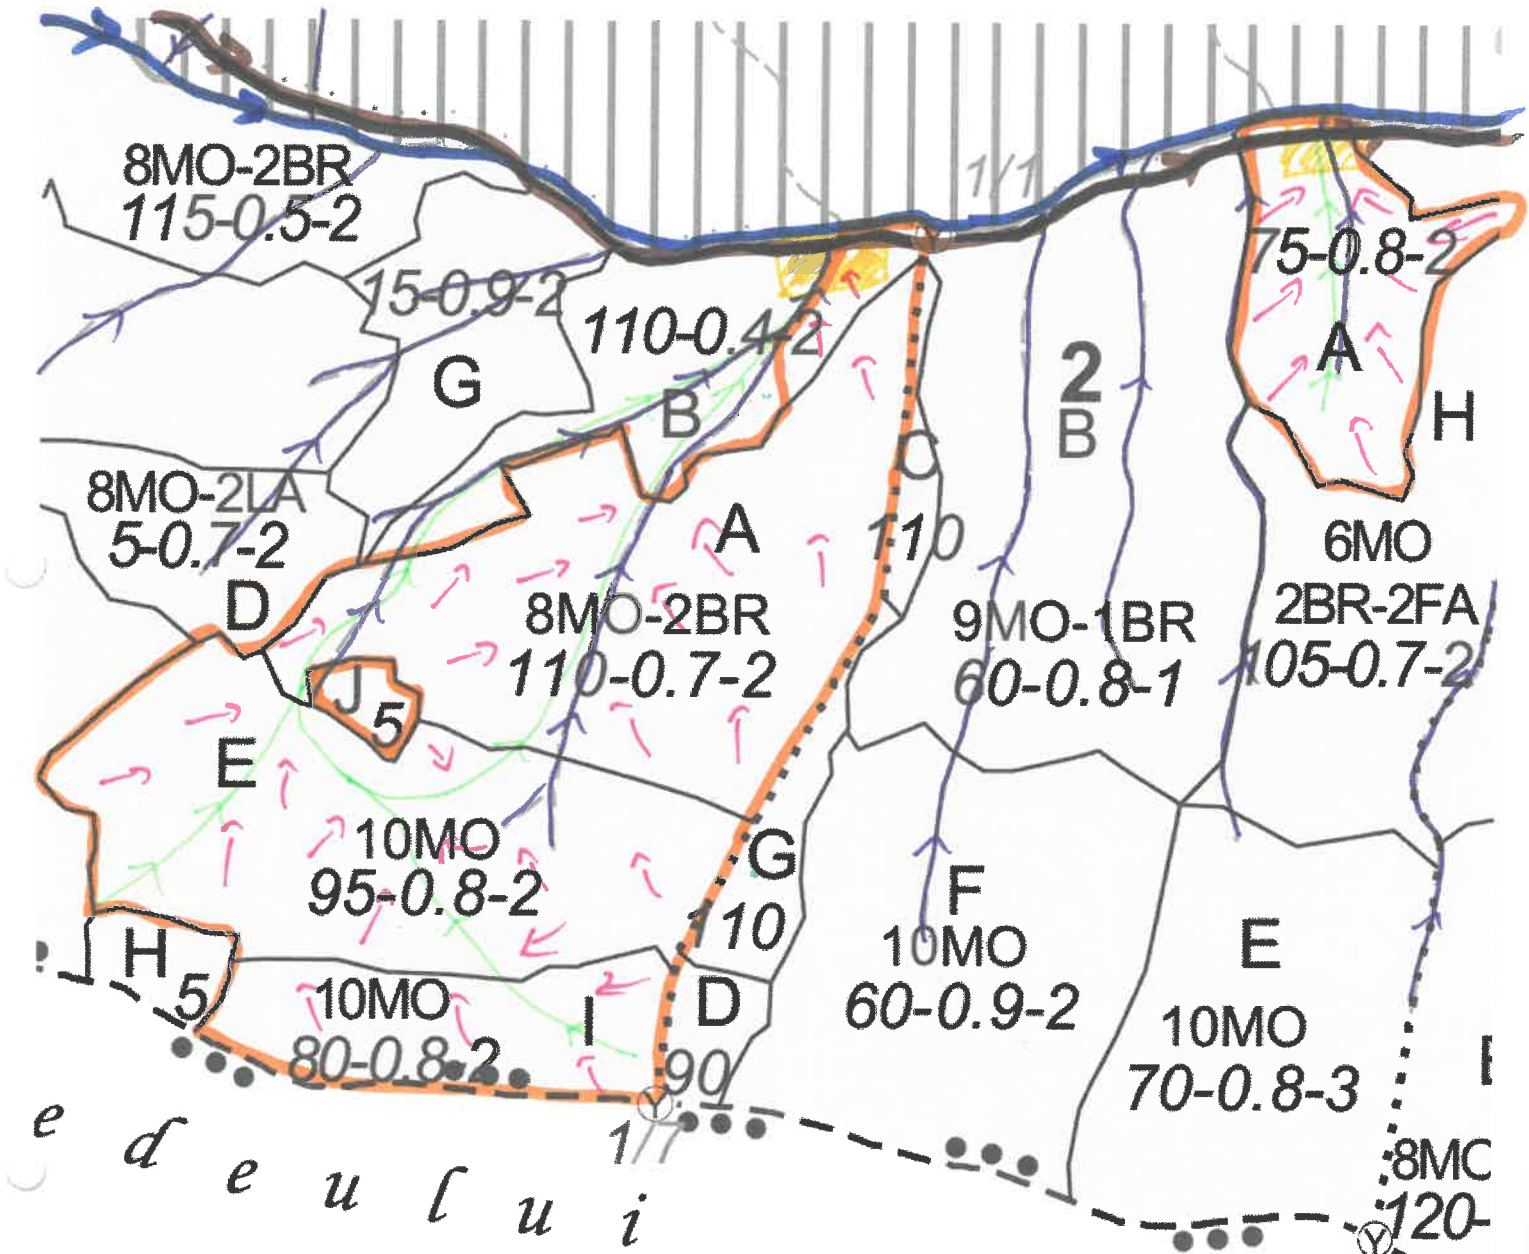 1/1
8MO-2BR
115-0.5-2
15-0.9-2
G
110-0.4-2
B
75-0.8-2
A
H
2
B
C
110
8MO-2LA
5-0.7-2
D
A
8MO-2BR
110-0.7-2
9MO-1BR
60-0.8-1
6MO
2BR-2FA
105-0.7-2
J
5
E
10MO
95-0.8-2
G
110
F
10MO
60-0.9-2
E
10MO
70-0.8-3
H
5
10MO
80-0.8-2
I
D
90
Y
1
8MO
120-
Y
e d e u l u i